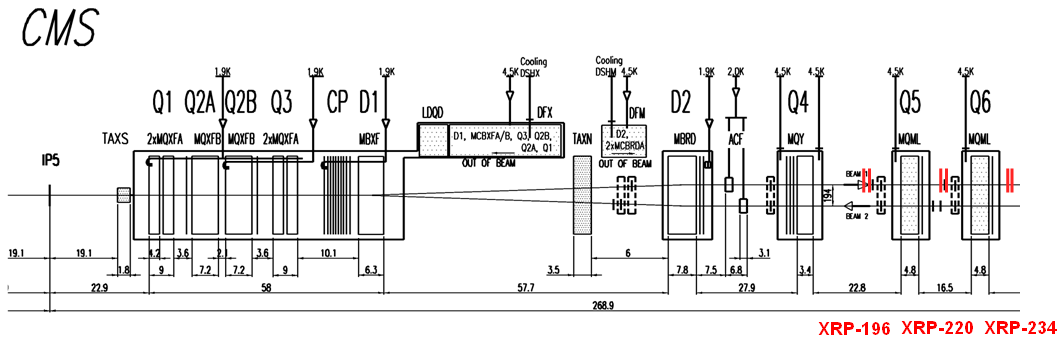 CMS
1.9K 1.9K 1.9K 4.5K Cooling DSHX Cooling DSHM 4.5K 1.9K 2.0K 4.5K 4.5K 4.5K 4.5K
Q1 Q2A Q2B Q3 CP D1 LDQD DFX DFM D2 Q4 Q5 Q6
TAXS 2xMQXFA MQXFB MQXFB 2xMQXFA MBXF TAXN MBRD ACF MQY MQML MQML
D1, MCBXFA/B, Q3, Q2B,
Q2A, Q1
OUT OF BEAM
D2,
2xMCBRDA
OUT OF BEAM
IP5
BEAM
194
BEAM 2
19.1 19.1 4.2 3.6 2.1 3.6 10.1 6 3.1
1.8 9 7.2 7.2 9 6.3 3.5 7.8 7.5 6.8 3.4 4.8 4.8
22.9 58 57.7 27.9 22.8 16.5
268.9
XRP-196 XRP-220 XRP-234